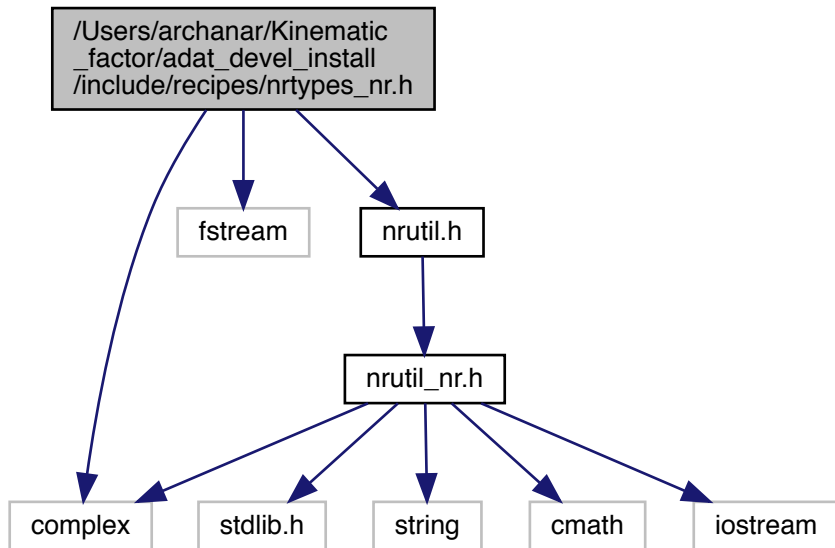 /Users/archanar/Kinematic
_factor/adat_devel_install
/include/recipes/nrtypes_nr.h
fstream
nrutil.h
nrutil_nr.h
complex
stdlib.h
string
cmath
iostream